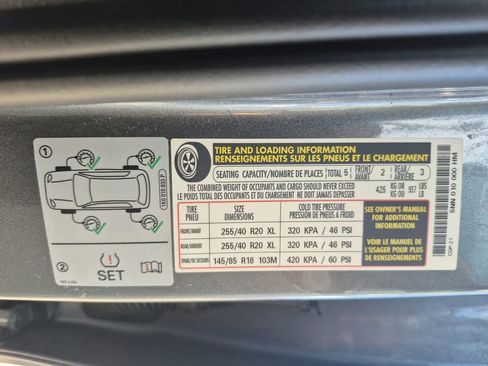 1
1K0 010 833 P
2
SET
TIRE AND LOADING INFORMATION
RENSEIGNEMENTS SUR LES PNEUS ET LE CHARGEMENT
SEATING CAPACITY/NOMBRE DE PLACES TOTAL 5 FRONT/AVANT 2 REAR/ARRIÈRE 3
THE COMBINED WEIGHT OF OCCUPANTS AND CARGO SHOULD NEVER EXCEED 425 KG OR 937 LBS
LE POIDS TOTAL DES OCCUPANTS ET DU CHARGEMENT NE DOIT JAMAIS DÉPASSER KG OU LB
TIRE SIZE COLD TIRE PRESSURE
PNEU DIMENSIONS PRESSION DES PNEUS À FROID
FRONT/AVANT 255/40 R20 XL 320 KPA / 46 PSI
REAR/ARRIÈRE 255/40 R20 XL 320 KPA / 46 PSI
SPARE/DE SECOURS 145/85 R18 103M 420 KPA / 60 PSI
SEE OWNER'S MANUAL
FOR ADDITIONAL
INFORMATION
VOIR LE MANUEL DE
L'USAGER POUR PLUS
DE RENSEIGNEMENTS
5NN 010 000 HM